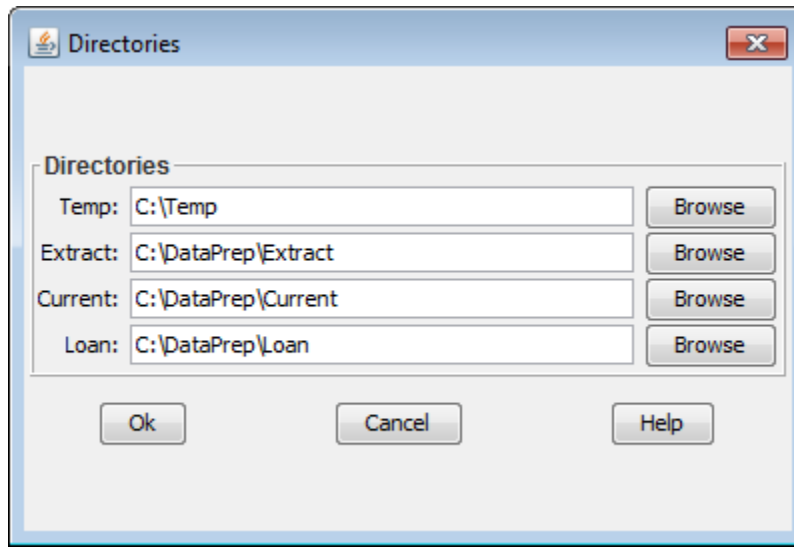 Directories
Directories
Temp: C:\Temp Browse
Extract: C:\DataPrep\Extract Browse
Current: C:\DataPrep\Current Browse
Loan: C:\DataPrep\Loan Browse
Ok Cancel Help